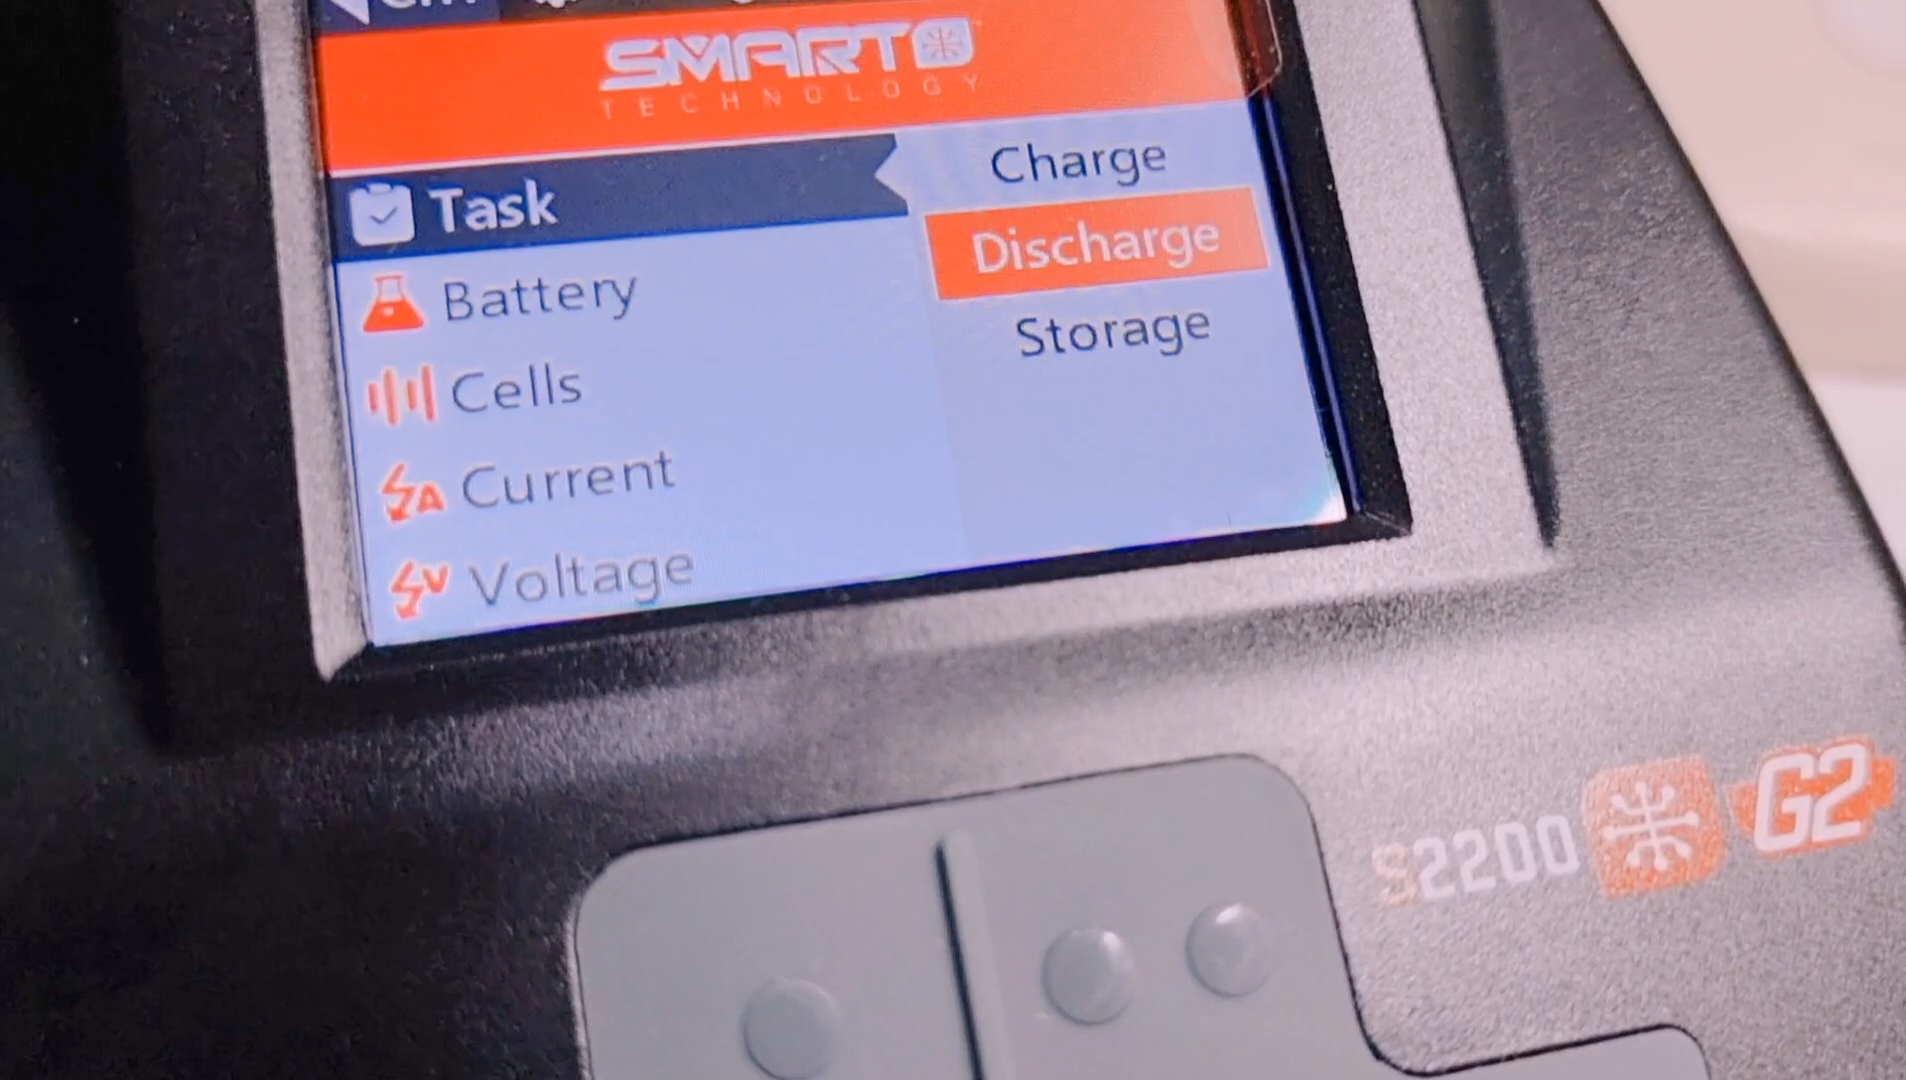 SMART
TECHNOLOGY
Task
Charge
Discharge
Storage
Battery
Cells
Current
Voltage
S2200 G2